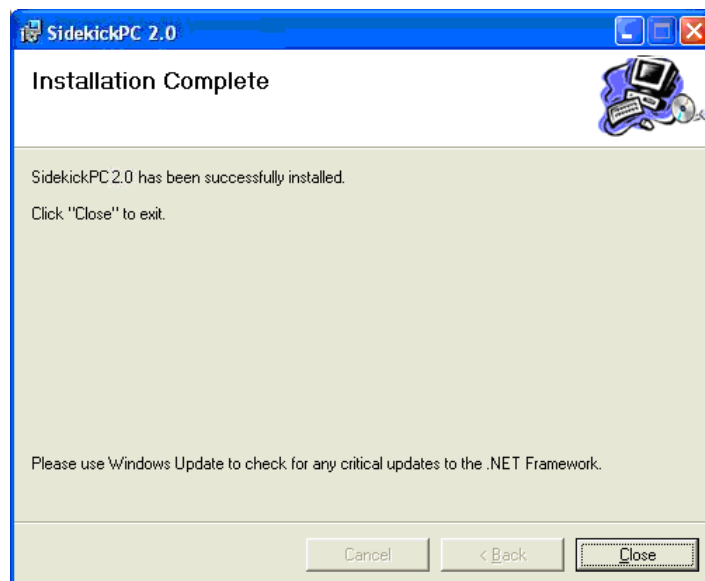 SidekickPC 2.0
Installation Complete
SidekickPC 2.0 has been successfully installed.
Click "Close" to exit.
Please use Windows Update to check for any critical updates to the .NET Framework.
Cancel
< Back
Close